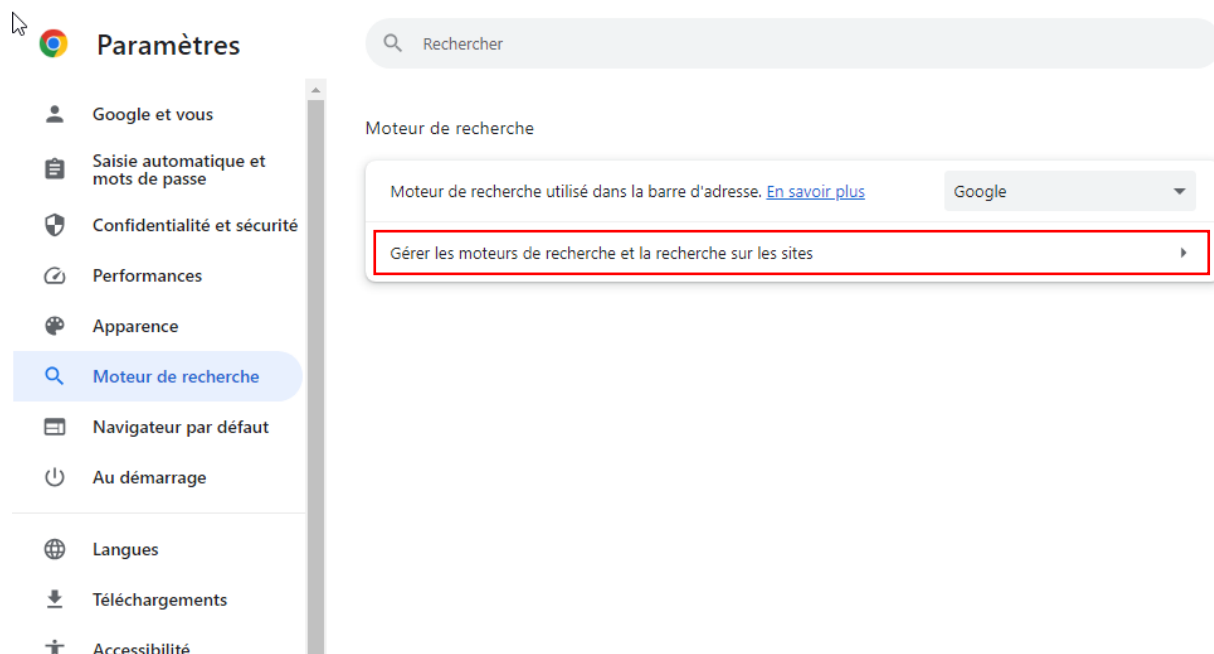 Paramètres
Rechercher
Google et vous
Saisie automatique et
mots de passe
Confidentialité et sécurité
Performances
Apparence
Moteur de recherche
Navigateur par défaut
Au démarrage
Langues
Téléchargements
Accessibilité
Moteur de recherche
Moteur de recherche utilisé dans la barre d'adresse. En savoir plus
Google
Gérer les moteurs de recherche et la recherche sur les sites